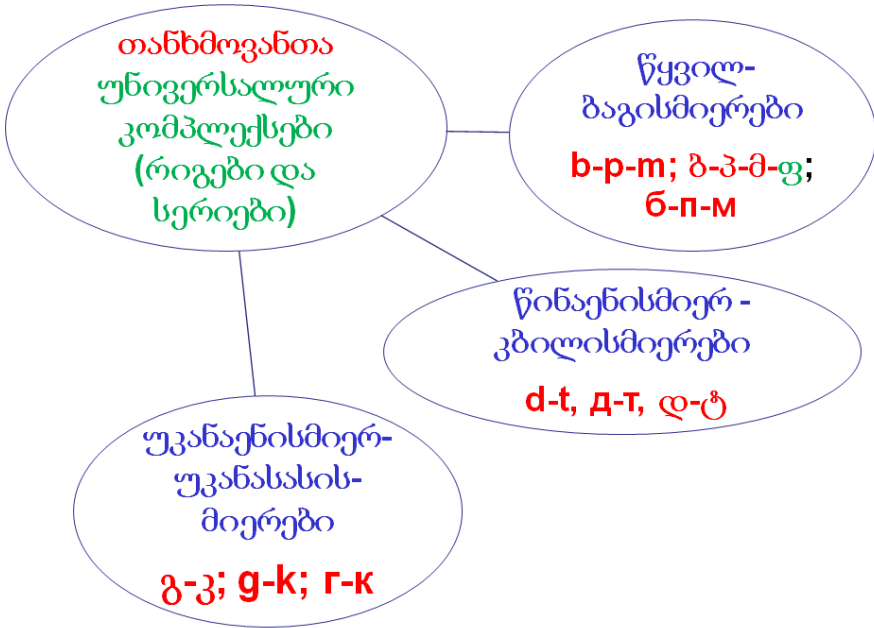 თანხმოვანთა
უნივერსალური
კომპლექსები
(რიგები და
სერიები)
წყვილ-
ბაგისმიერები
b-p-m; ბ-პ-მ-ფ;
б-п-м
წინაენისმიერ -
კბილისმიერები
d-t, д-т, დ-ტ
უკანაენისმიერ-
უკანასასის-
მიერები
გ-კ; g-k; г-к